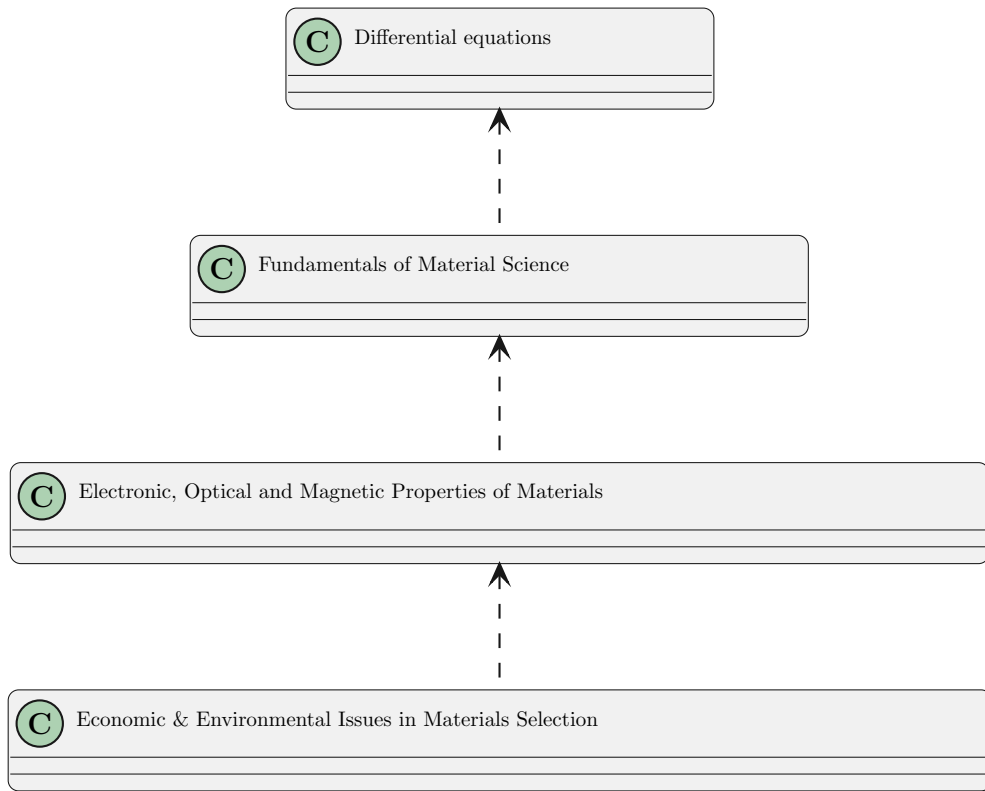 C Differential equations
C Fundamentals of Material Science
C Electronic, Optical and Magnetic Properties of Materials
C Economic & Environmental Issues in Materials Selection